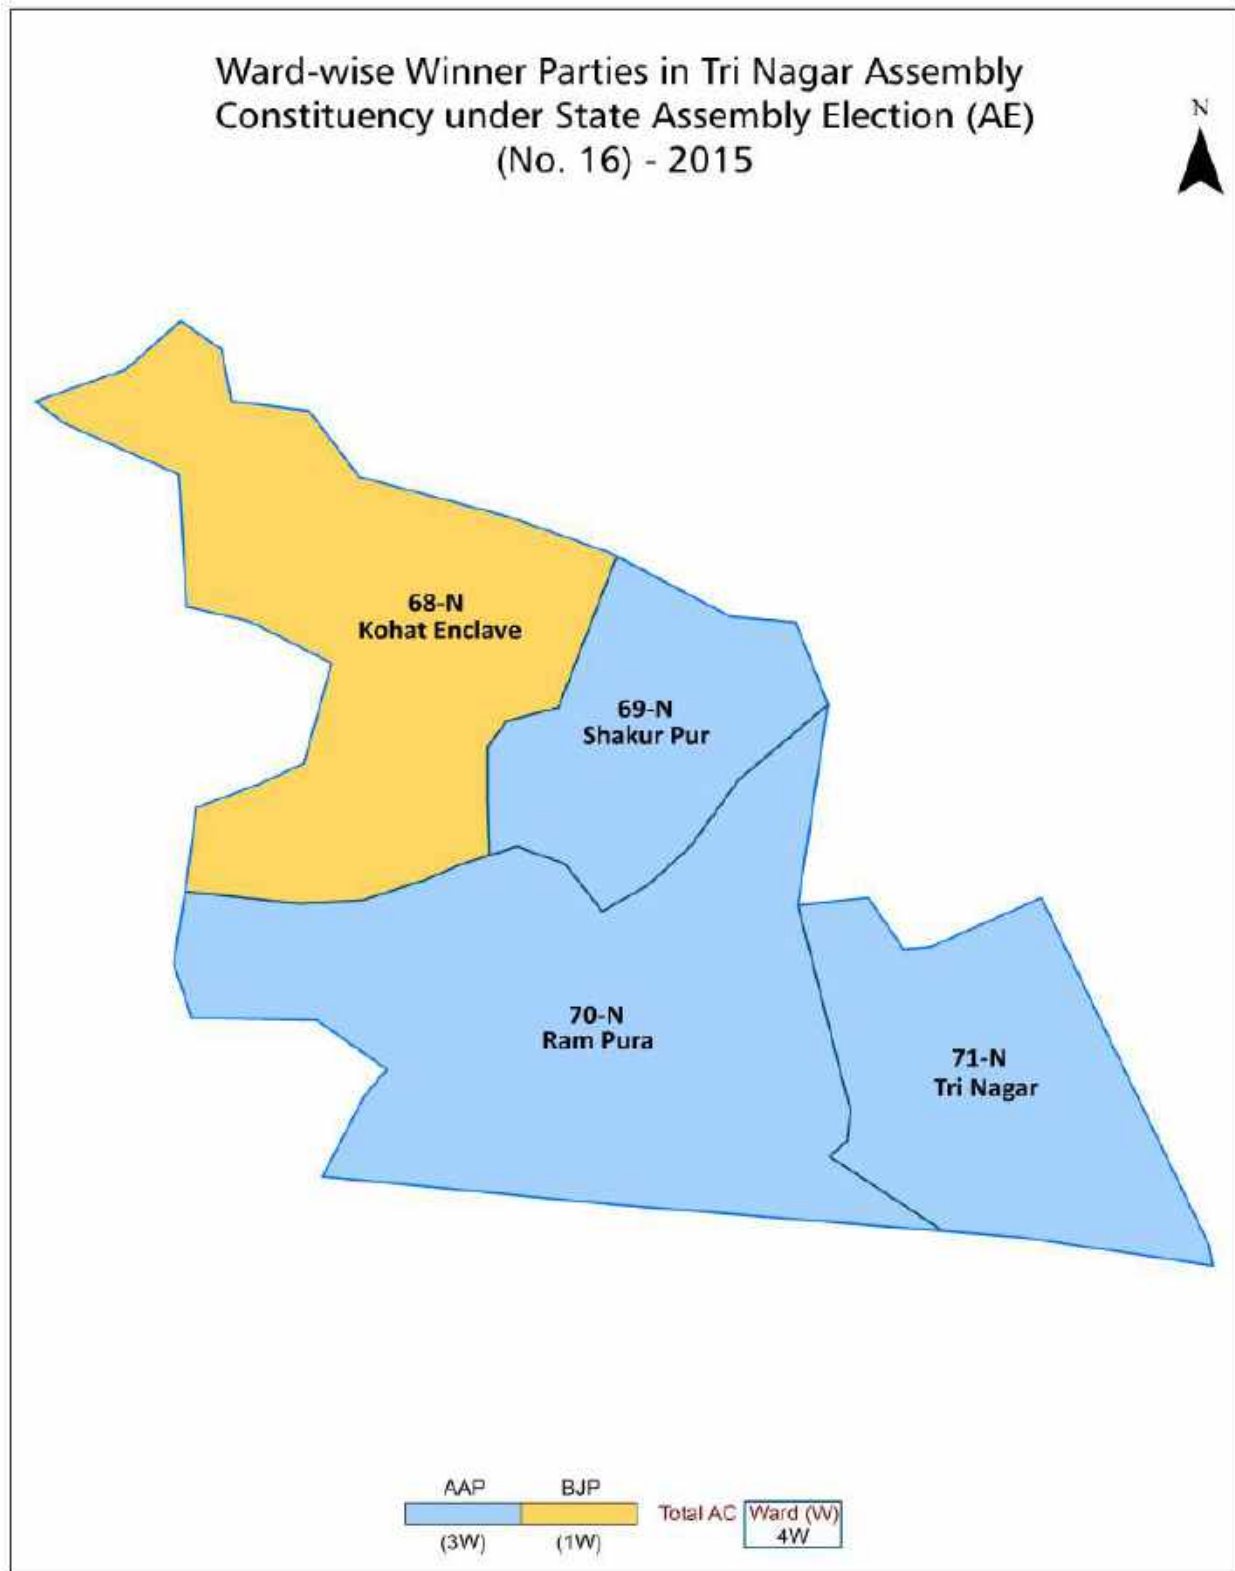 Ward-wise Winner Parties in Tri Nagar Assembly
Constituency under State Assembly Election (AE)
(No. 16) - 2015
N
68-N
Kohat Enclave
69-N
Shakur Pur
70-N
Ram Pura
71-N
Tri Nagar
AAP BJP
Total AC Ward (W)
4W
(3W) (1W)